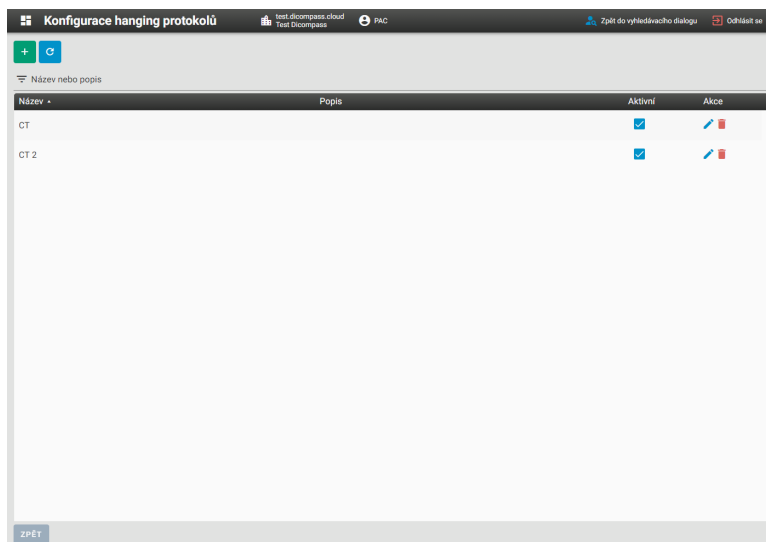 Konfigurace hanging protokolů
test.dicompass.cloud
Test Dicompass
PAC
Zpět do vyhledávacího dialogu
Odhlásit se
Název nebo popis
Název Popis Aktivní Akce
CT
CT 2
ZPĚT